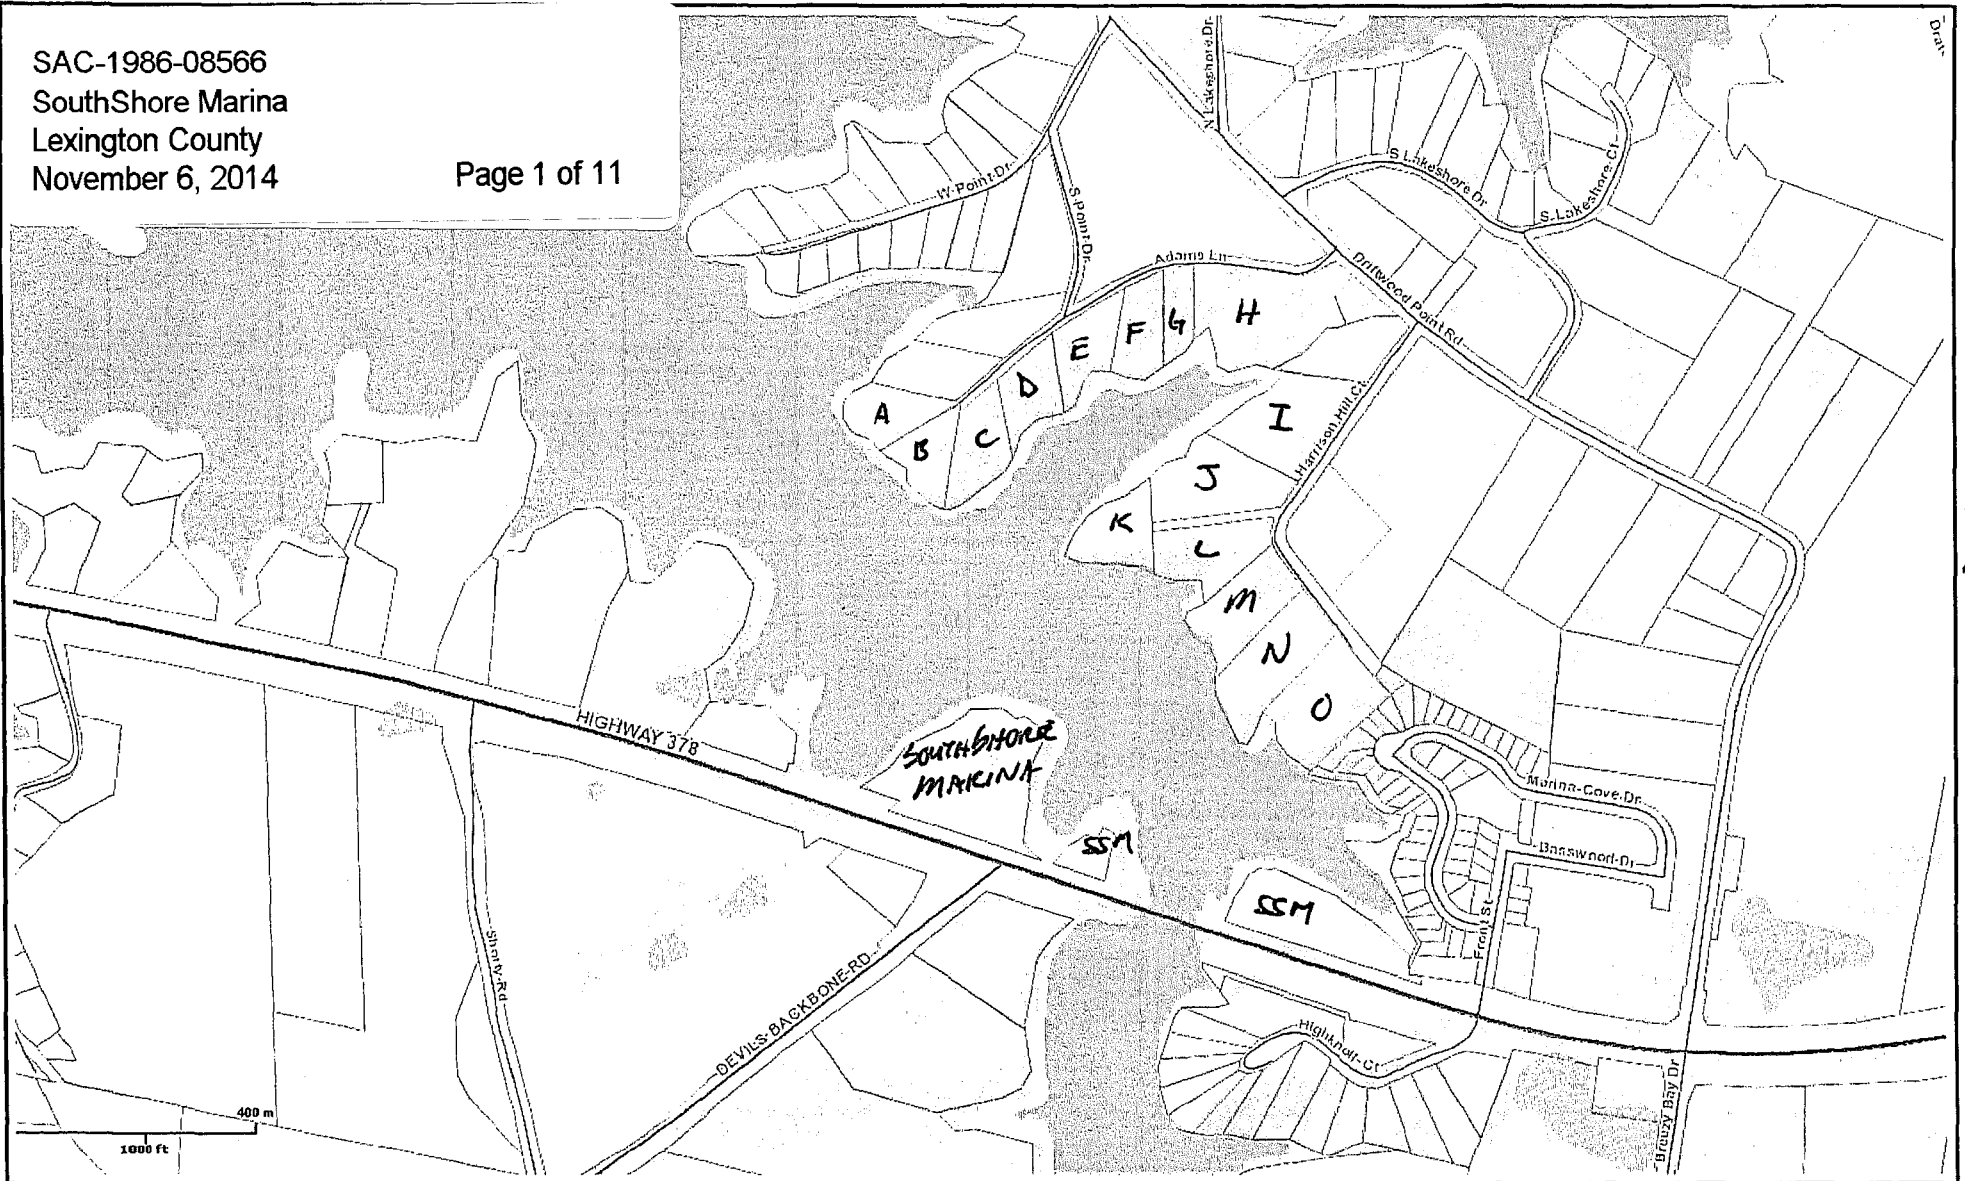 SAC-1986-08566
SouthShore Marina
Lexington County
November 6, 2014
Page 1 of 11
N Lakeshore Dr
S Lakeshore Dr
S Lakeshore Ct
W Point Dr
S Point Dr
Adams Ln
Driftwood Point Rd
Harrison Hill Ct
A
B
C
D
E
F
G
H
I
J
K
L
M
N
O
HIGHWAY 378
SOUTHSHORE
MARINA
SSM
SSM
Marina Cove Dr
Basswood Dr
Front St
Shorty Rd
DEVILS BACKBONE RD
Highknoll Ct
Breezy Bay Dr
400 m
1000 ft